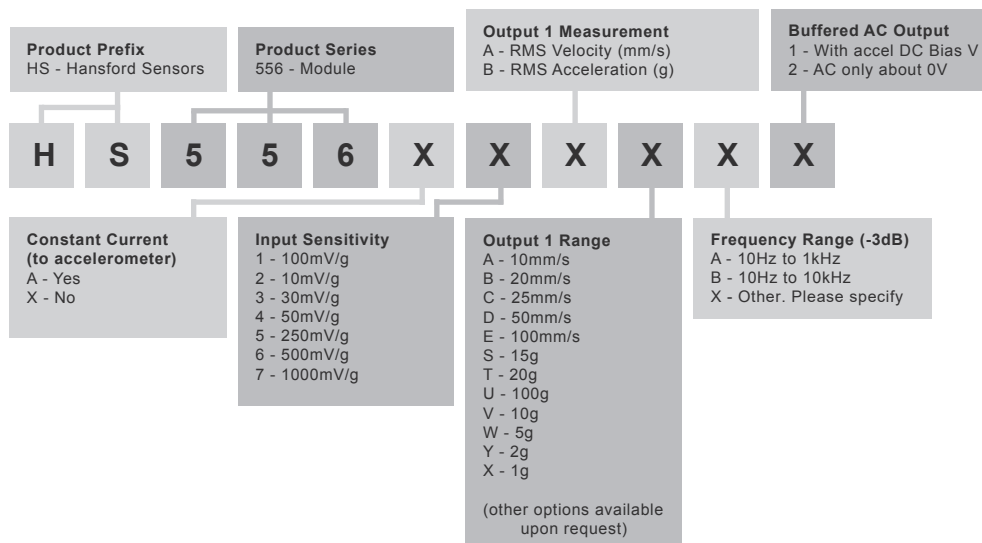 Product Prefix
HS - Hansford Sensors
Product Series
556 - Module
Output 1 Measurement
A - RMS Velocity (mm/s)
B - RMS Acceleration (g)
Buffered AC Output
1 - With accel DC Bias V
2 - AC only about 0V
H S 5 5 6 X X X X X X
Constant Current
(to accelerometer)
A - Yes
X - No
Input Sensitivity
1 - 100mV/g
2 - 10mV/g
3 - 30mV/g
4 - 50mV/g
5 - 250mV/g
6 - 500mV/g
7 - 1000mV/g
Output 1 Range
A - 10mm/s
B - 20mm/s
C - 25mm/s
D - 50mm/s
E - 100mm/s
S - 15g
T - 20g
U - 100g
V - 10g
W - 5g
Y - 2g
X - 1g
(other options available
upon request)
Frequency Range (-3dB)
A - 10Hz to 1kHz
B - 10Hz to 10kHz
X - Other. Please specify